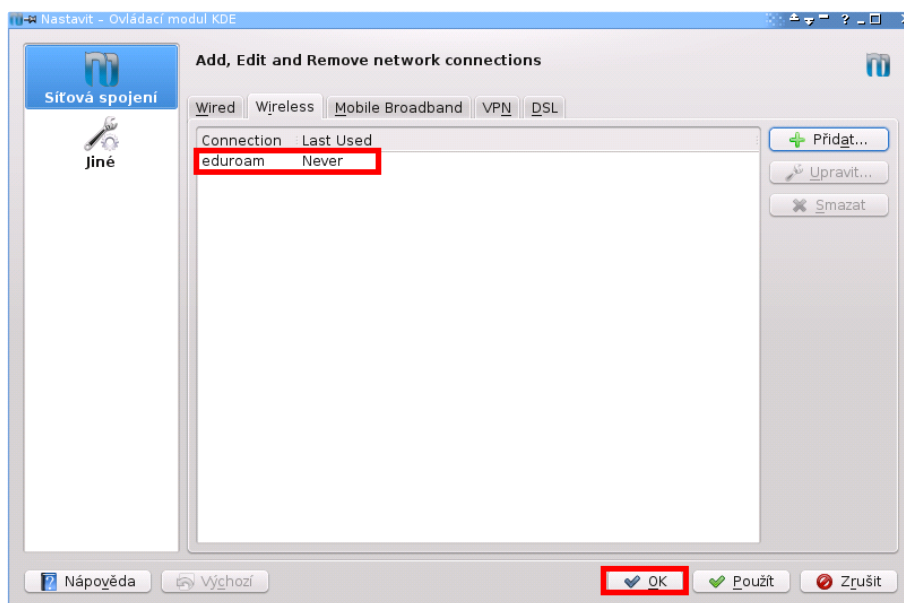 Nastavit – Ovládací modul KDE
Add, Edit and Remove network connections
Síťová spojení
Jiné
Wired Wireless Mobile Broadband VPN DSL
Connection Last Used
eduroam Never
Přidat...
Upravit...
Smazat
Nápověda Výchozí OK Použít Zrušit